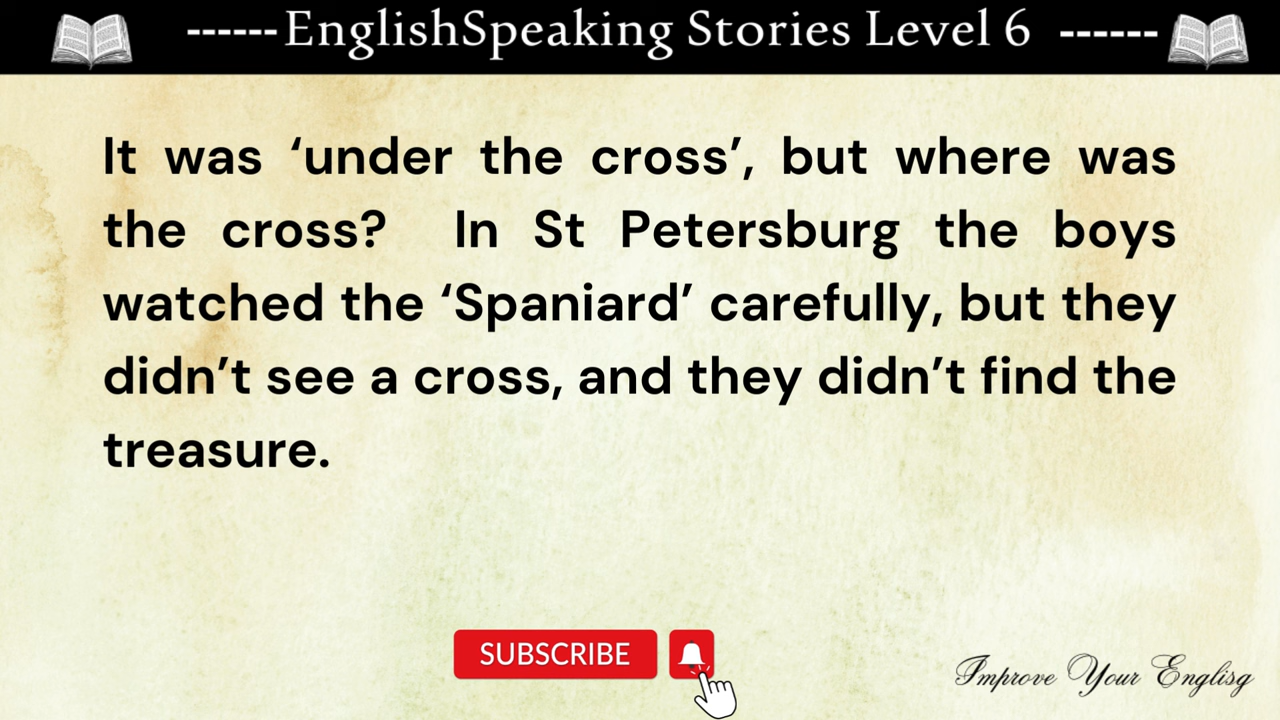 ------EnglishSpeaking Stories Level 6 ------
It was ‘under the cross’, but where was
the cross? In St Petersburg the boys
watched the ‘Spaniard’ carefully, but they
didn’t see a cross, and they didn’t find the
treasure.
SUBSCRIBE
Improve Your Englisg